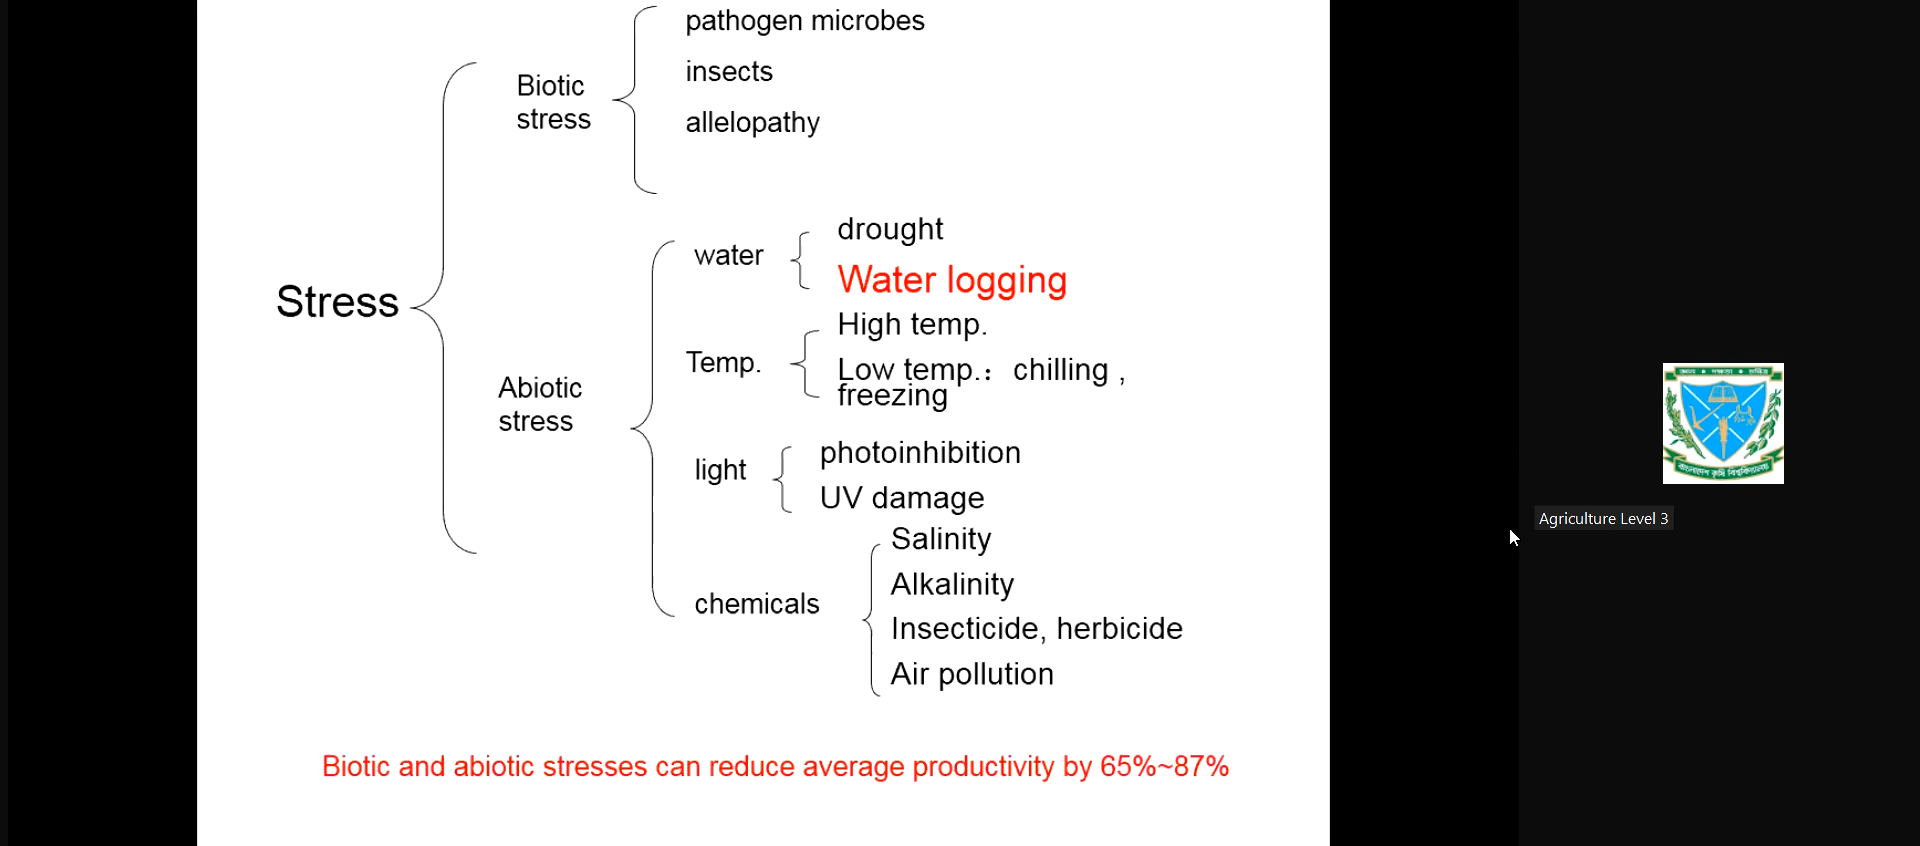 pathogen microbes
insects
allelopathy
Biotic
stress
drought
water
Water logging
Stress
High temp.
Temp.
Low temp.： chilling ,
freezing
Abiotic
stress
photoinhibition
light
UV damage
Salinity
Alkalinity
chemicals
Insecticide, herbicide
Air pollution
Biotic and abiotic stresses can reduce average productivity by 65%~87%
বাংলাদেশ কৃষি বিশ্ববিদ্যালয়
Agriculture Level 3